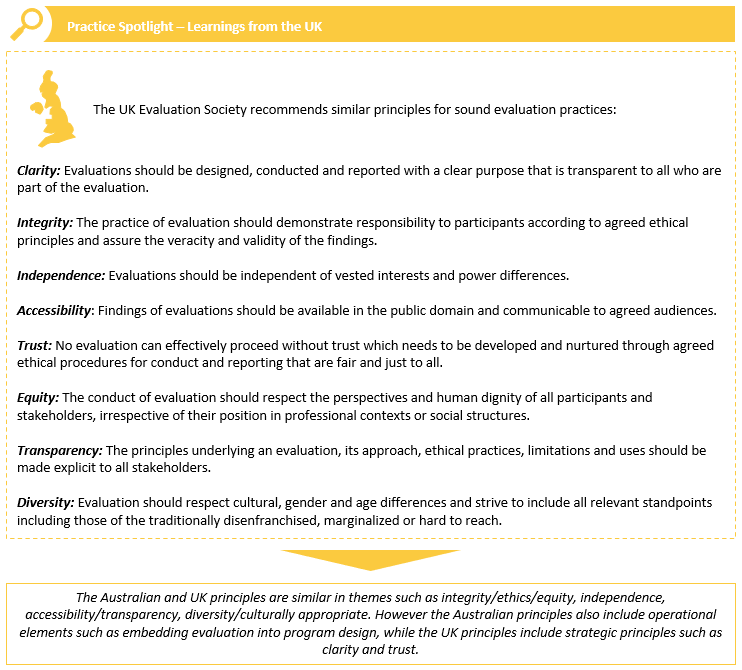 Practice Spotlight – Learnings from the UK
The UK Evaluation Society recommends similar principles for sound evaluation practices:
Clarity: Evaluations should be designed, conducted and reported with a clear purpose that is transparent to all who are
part of the evaluation.
Integrity: The practice of evaluation should demonstrate responsibility to participants according to agreed ethical
principles and assure the veracity and validity of the findings.
Independence: Evaluations should be independent of vested interests and power differences.
Accessibility: Findings of evaluations should be available in the public domain and communicable to agreed audiences.
Trust: No evaluation can effectively proceed without trust which needs to be developed and nurtured through agreed
ethical procedures for conduct and reporting that are fair and just to all.
Equity: The conduct of evaluation should respect the perspectives and human dignity of all participants and
stakeholders, irrespective of their position in professional contexts or social structures.
Transparency: The principles underlying an evaluation, its approach, ethical practices, limitations and uses should be
made explicit to all stakeholders.
Diversity: Evaluation should respect cultural, gender and age differences and strive to include all relevant standpoints
including those of the traditionally disenfranchised, marginalized or hard to reach.
The Australian and UK principles are similar in themes such as integrity/ethics/equity, independence,
accessibility/transparency, diversity/culturally appropriate. However the Australian principles also include operational
elements such as embedding evaluation into program design, while the UK principles include strategic principles such as
clarity and trust.